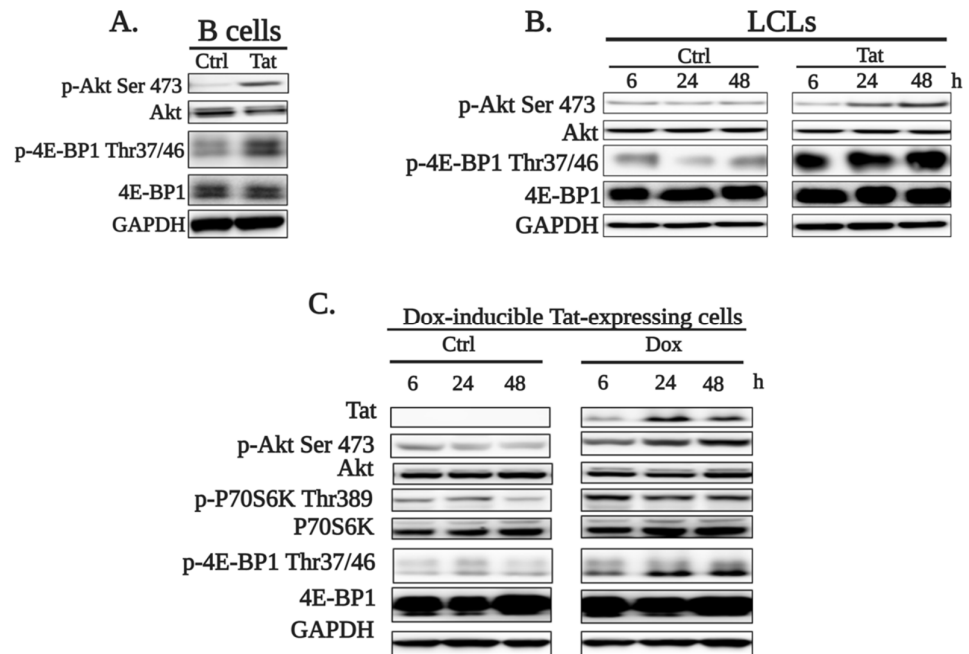 A.
B cells
Ctrl Tat
p-Akt Ser 473
Akt
p-4E-BP1 Thr37/46
4E-BP1
GAPDH
B.
LCLs
Ctrl Tat
6 24 48 6 24 48 h
p-Akt Ser 473
Akt
p-4E-BP1 Thr37/46
4E-BP1
GAPDH
C.
Dox-inducible Tat-expressing cells
Ctrl Dox
6 24 48 6 24 48 h
Tat
p-Akt Ser 473
Akt
p-P70S6K Thr389
P70S6K
p-4E-BP1 Thr37/46
4E-BP1
GAPDH